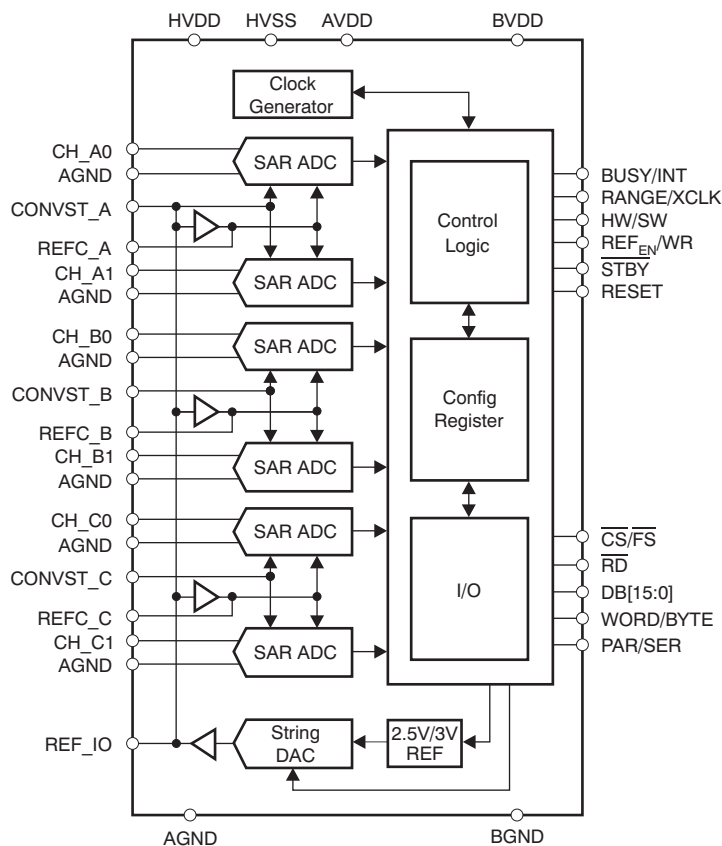 HVDD HVSS AVDD BVDD
Clock
Generator
CH_A0
AGND
CONVST_A
REFC_A
CH_A1
AGND
CH_B0
AGND
CONVST_B
REFC_B
CH_B1
AGND
CH_C0
AGND
CONVST_C
REFC_C
CH_C1
AGND
REF_IO
SAR ADC
SAR ADC
SAR ADC
SAR ADC
SAR ADC
SAR ADC
String
DAC
2.5V/3V
REF
Control
Logic
Config
Register
I/O
BUSY/INT
RANGE/XCLK
HW/SW
REF_EN/WR
STBY
RESET
CS/FS
RD
DB[15:0]
WORD/BYTE
PAR/SER
AGND BGND